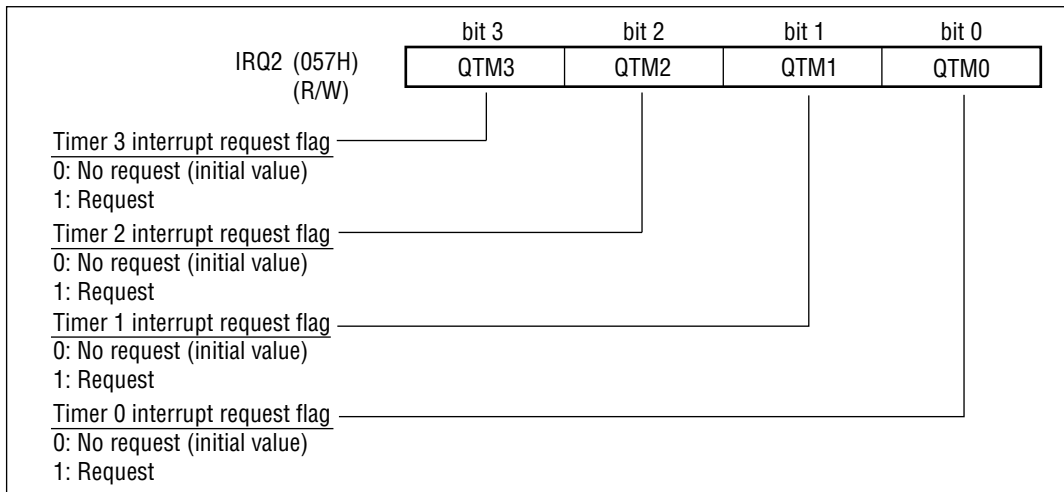 bit 3 bit 2 bit 1 bit 0
IRQ2 (057H) QTM3 QTM2 QTM1 QTM0
(R/W)
Timer 3 interrupt request flag
0: No request (initial value)
1: Request
Timer 2 interrupt request flag
0: No request (initial value)
1: Request
Timer 1 interrupt request flag
0: No request (initial value)
1: Request
Timer 0 interrupt request flag
0: No request (initial value)
1: Request